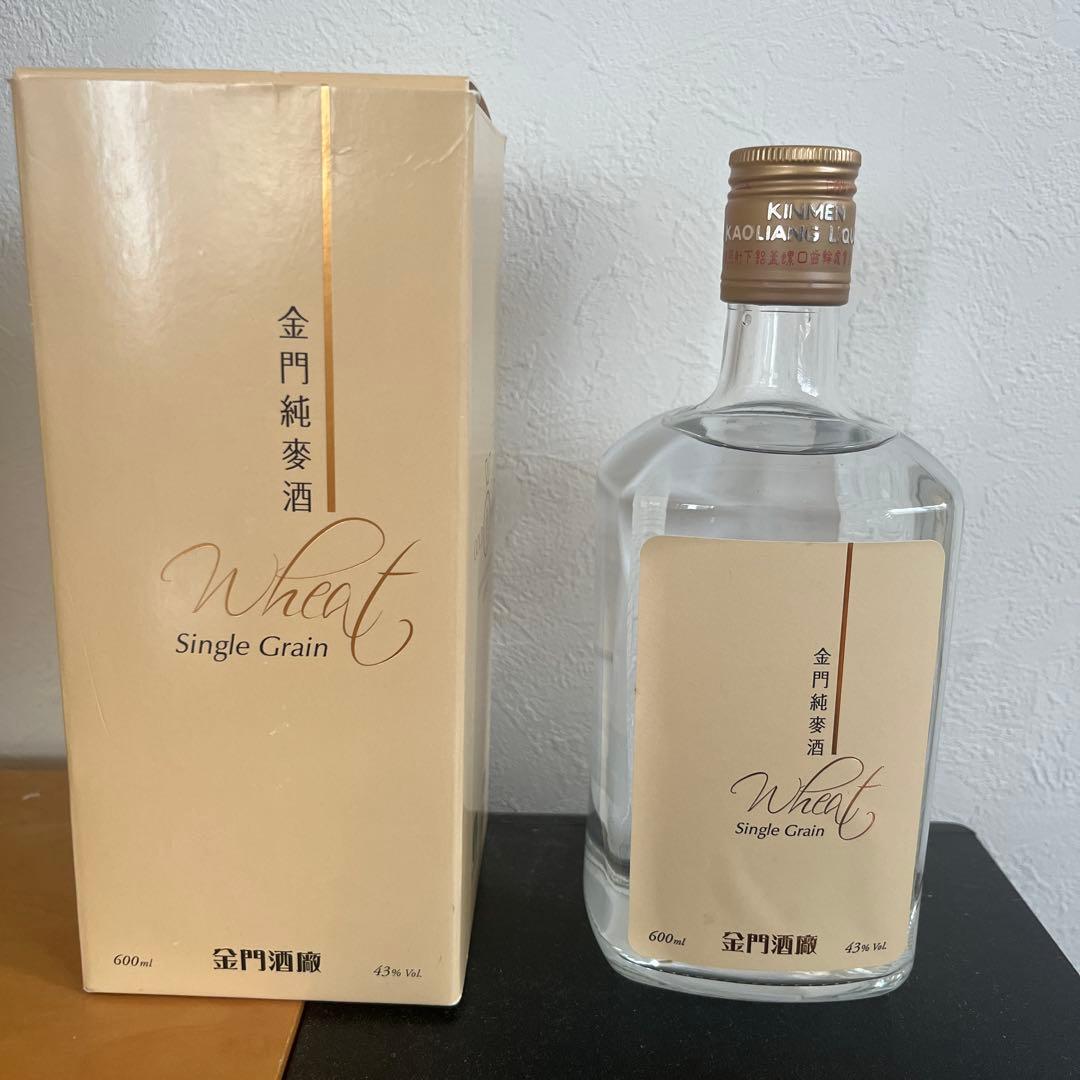 金門純麥酒
Wheat
Single Grain
600ml
金門酒廠
43% Vol.
KINMEN
KAOLIANG
金門純麥酒
Wheat
Single Grain
600ml
金門酒廠
43% Vol.